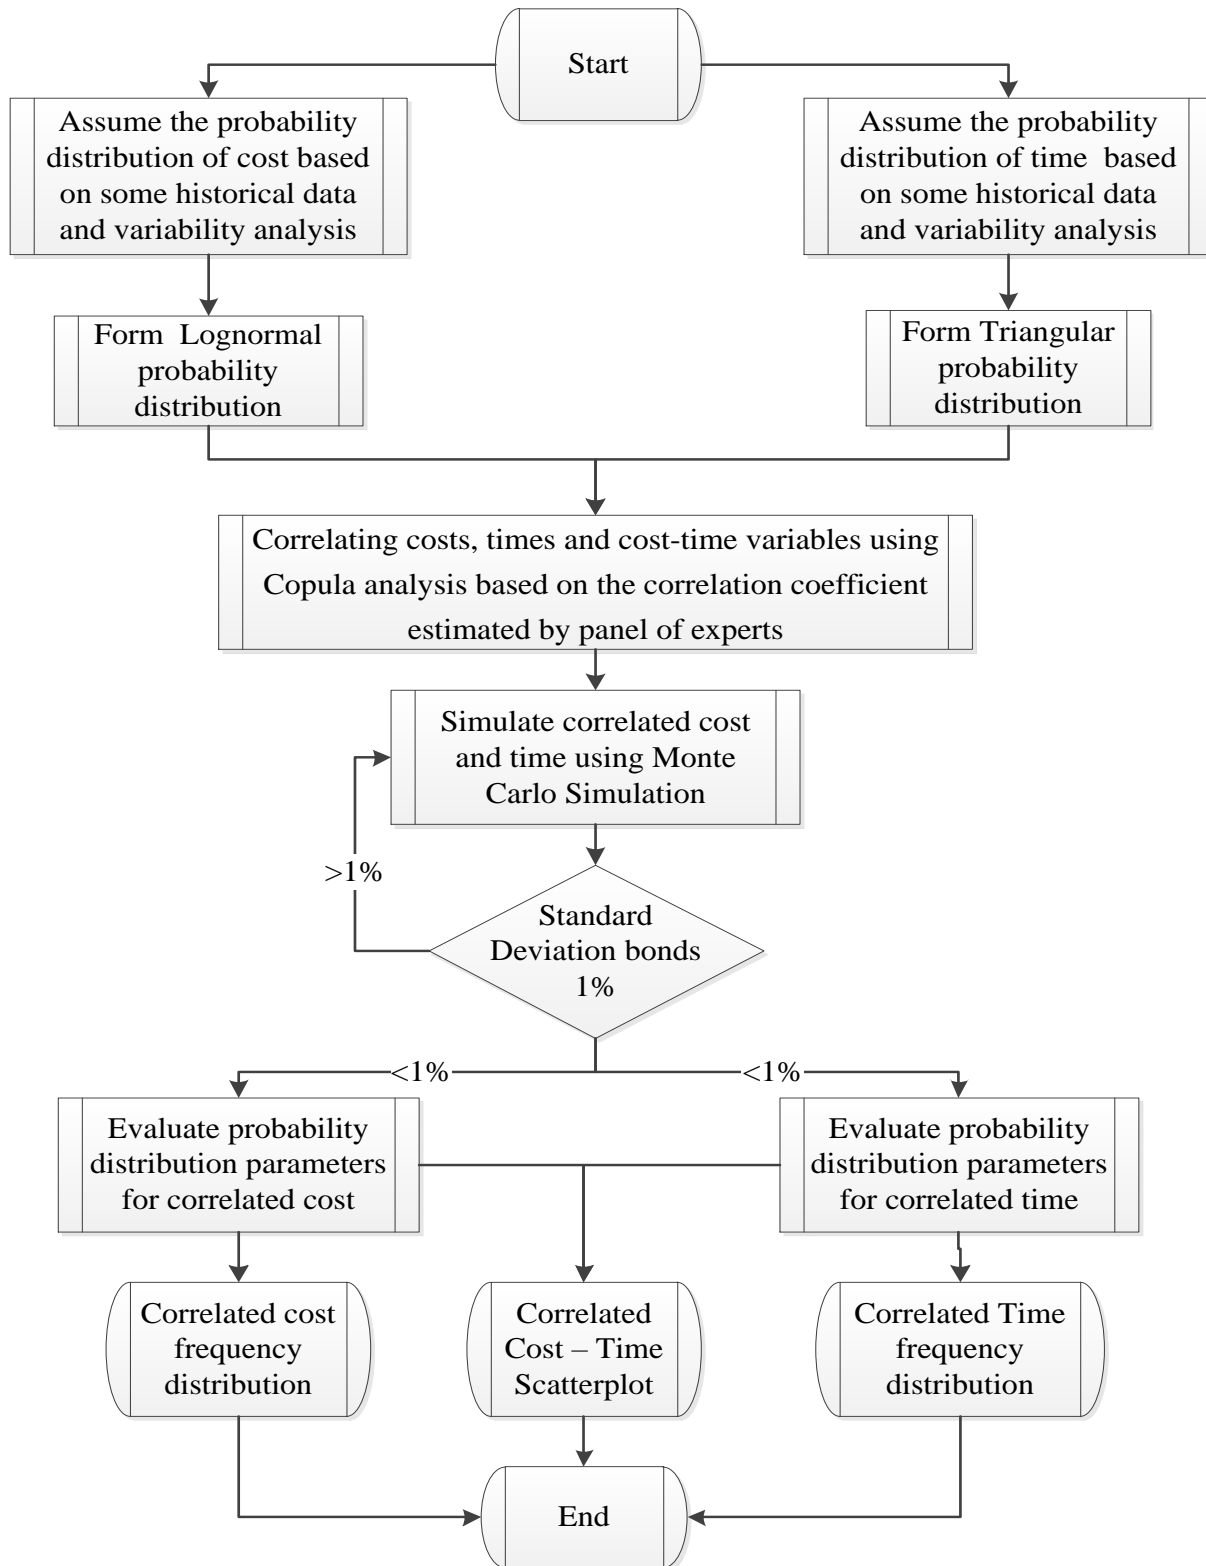 Start
Assume the probability
distribution of cost based
on some historical data
and variability analysis
Assume the probability
distribution of time based
on some historical data
and variability analysis
Form Lognormal
probability
distribution
Form Triangular
probability
distribution
Correlating costs, times and cost-time variables using
Copula analysis based on the correlation coefficient
estimated by panel of experts
Simulate correlated cost
and time using Monte
Carlo Simulation
>1%
Standard
Deviation bonds
1%
<1%
<1%
Evaluate probability
distribution parameters
for correlated cost
Evaluate probability
distribution parameters
for correlated time
Correlated cost
frequency
distribution
Correlated
Cost – Time
Scatterplot
Correlated Time
frequency
distribution
End